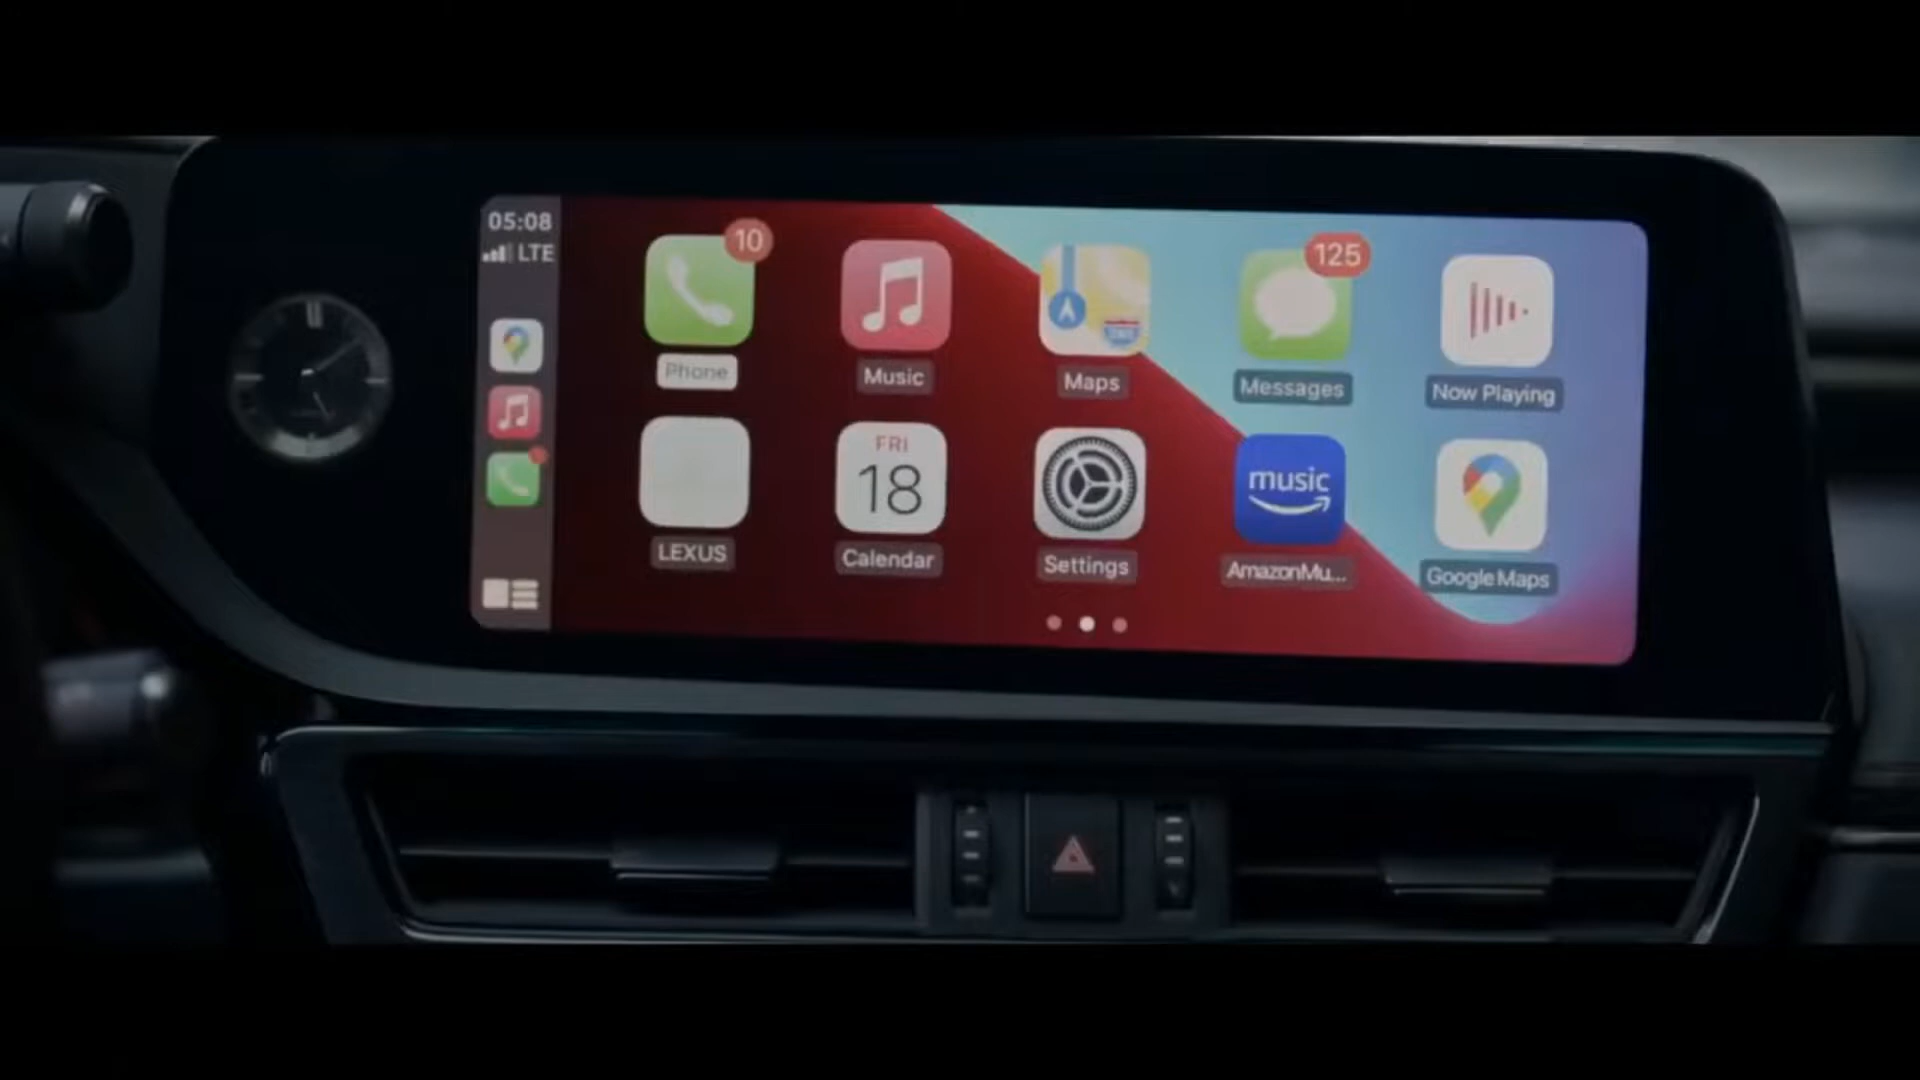 05:08
LTE
10
125
Phone
Music
Maps
Messages
Now Playing
FRI
18
music
LEXUS
Calendar
Settings
AmazonMu...
Google Maps